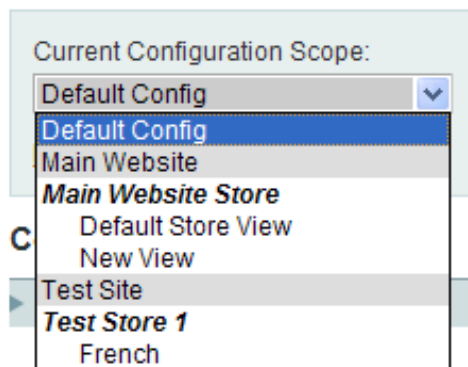 Current Configuration Scope:
Default Config
Default Config
Main Website
Main Website Store
Default Store View
New View
C
Test Site
Test Store 1
French